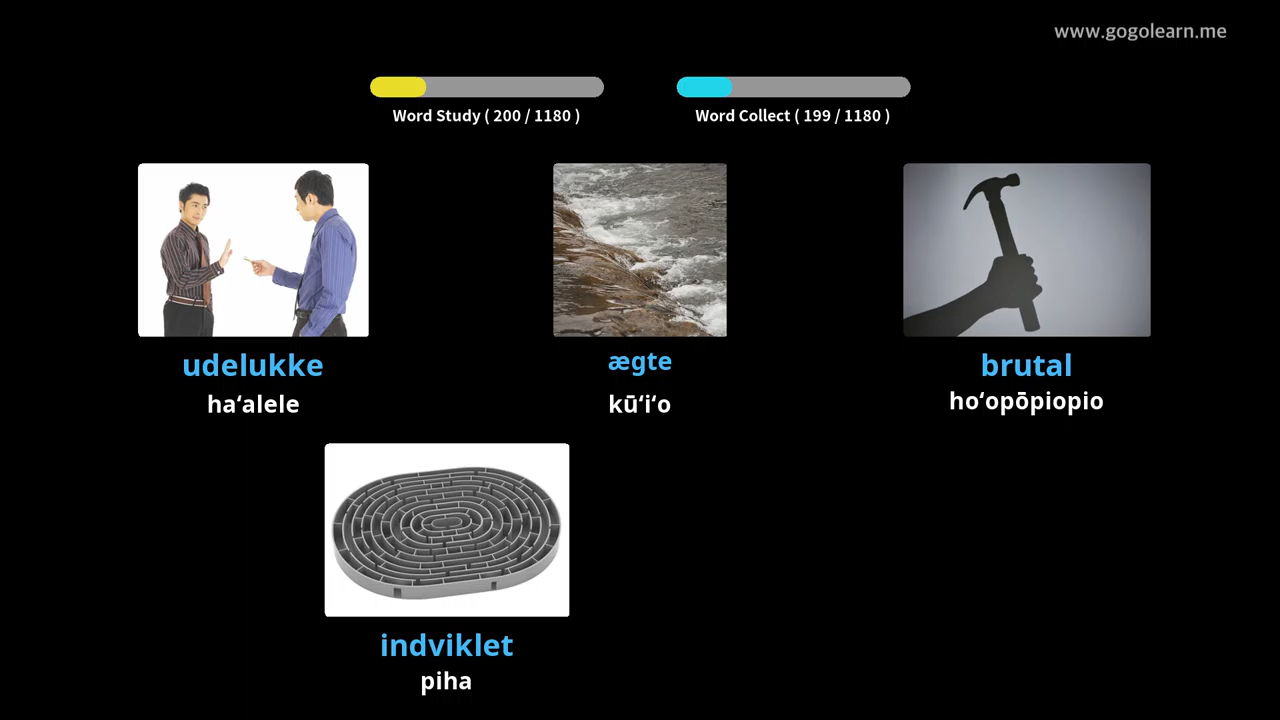 www.gogolearn.me
Word Study ( 200 / 1180 )
Word Collect ( 199 / 1180 )
udelukke
haʻalele
ægte
kūʻiʻo
brutal
hoʻopōpiopio
indviklet
piha